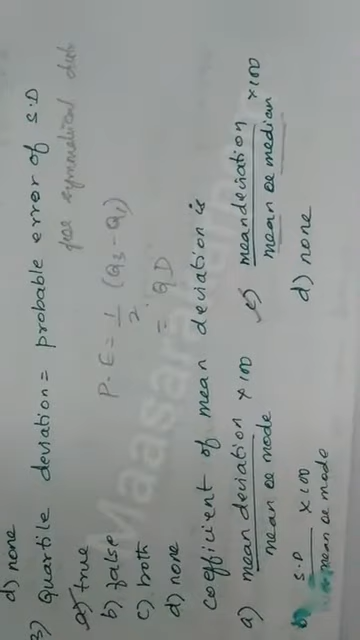 d) none
3) Quartile deviation = probable error of S.D
for symmetrical
a) true
b) false
c) both
d) none
P.E = 1/2 (Q3 - Q1)
= QD
coefficient of mean deviation is
a) mean deviation / mean or mode × 100
c) mean deviation / mean or median × 100
b) S.D / mean or mode × 100
d) none